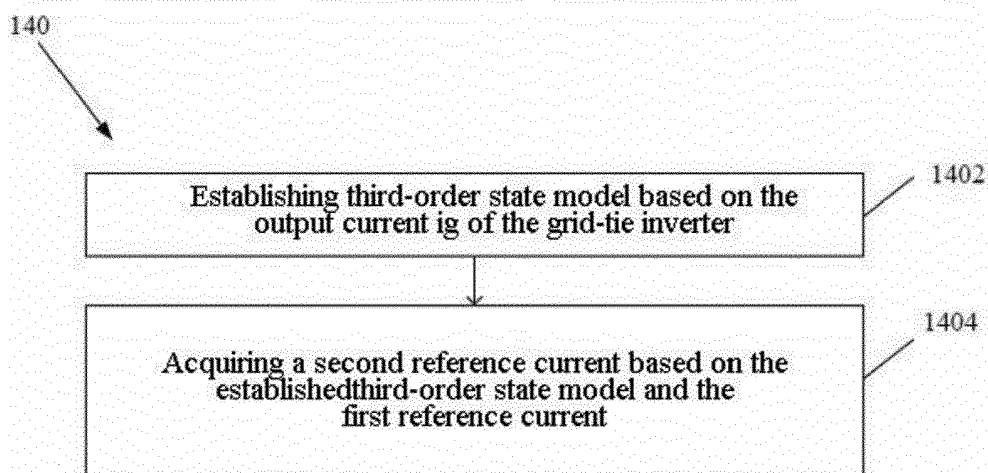 140
1402
Establishing third-order state model based on the
output current ig of the grid-tie inverter
1404
Acquiring a second reference current based on the
establishedthird-order state model and the
first reference current